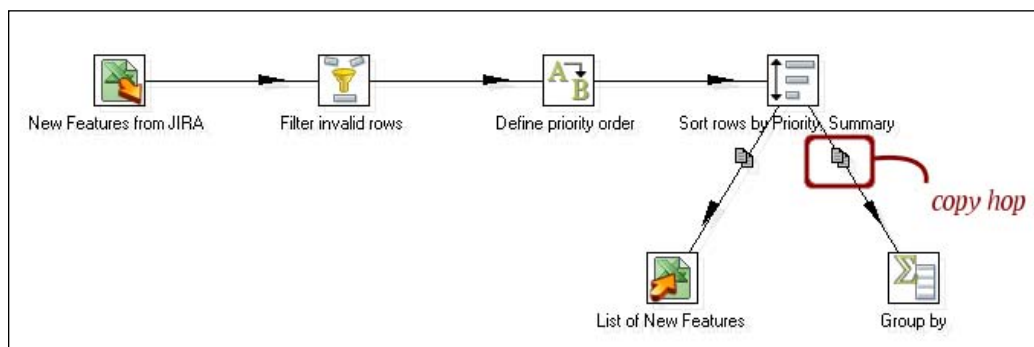 New Features from JIRA
Filter invalid rows
Define priority order
Sort rows by Priority, Summary
copy hop
List of New Features
Group by